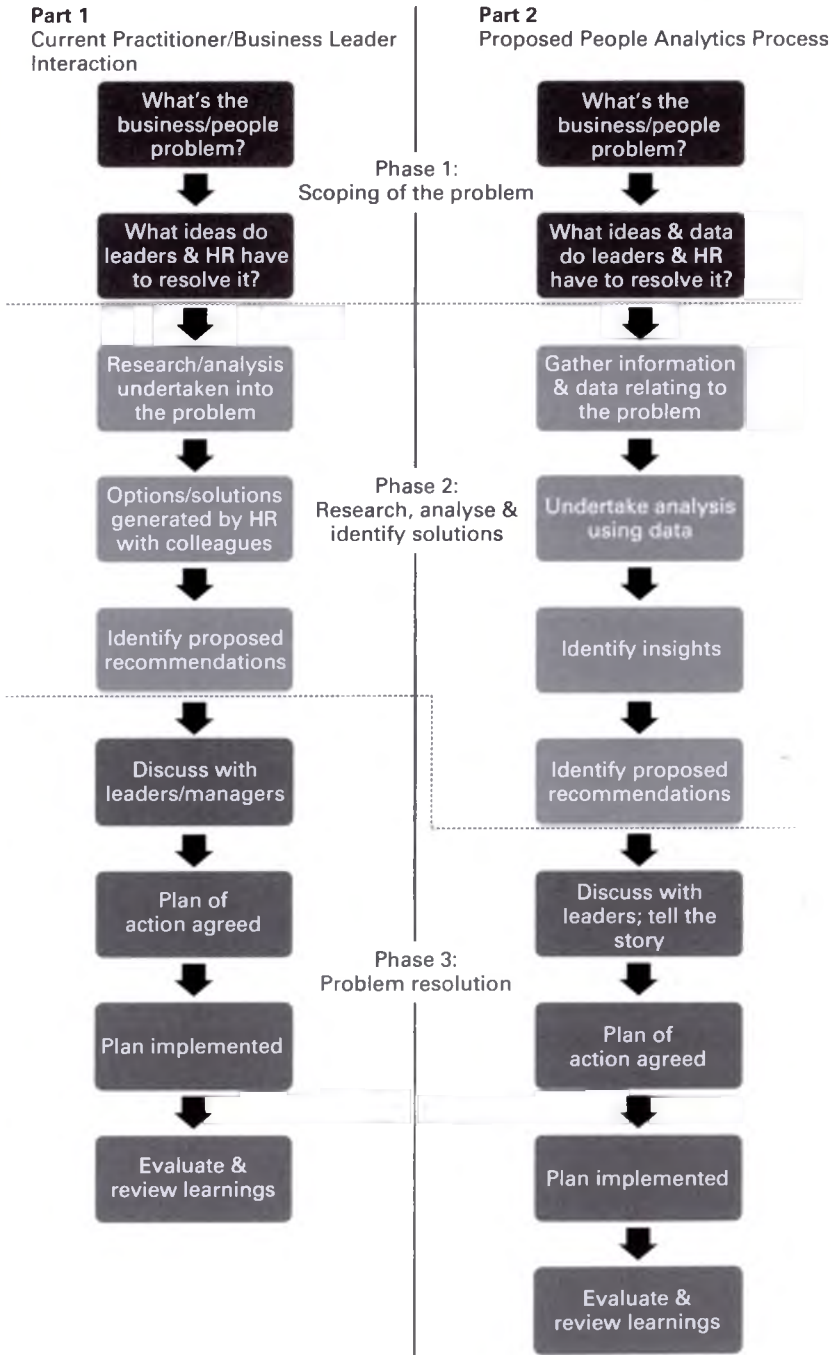 Part 1
Current Practitioner/Business Leader
Interaction
What's the
business/people
problem?
What ideas do
leaders & HR have
to resolve it?
Research/analysis
undertaken into
the problem
Options/solutions
generated by HR
with colleagues
Identify proposed
recommendations
Discuss with
leaders/managers
Plan of
action agreed
Plan implemented
Evaluate &
review learnings
Phase 1:
Scoping of the problem
Phase 2:
Research, analyse &
identify solutions
Phase 3:
Problem resolution
Part 2
Proposed People Analytics Process
What's the
business/people
problem?
What ideas & data
do leaders & HR
have to resolve it?
Gather information
& data relating to
the problem
Undertake analysis
using data
Identify insights
Identify proposed
recommendations
Discuss with
leaders; tell the
story
Plan of
action agreed
Plan implemented
Evaluate &
review learnings